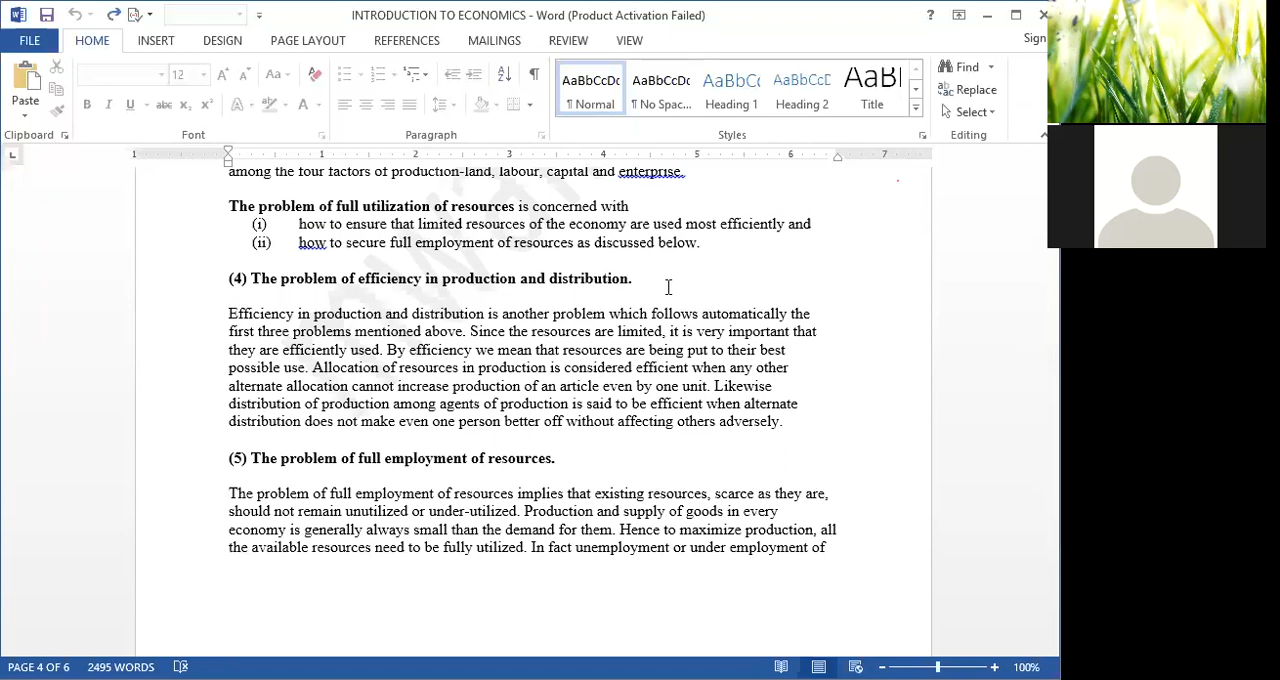 INTRODUCTION TO ECONOMICS - Word (Product Activation Failed)
FILE HOME INSERT DESIGN PAGE LAYOUT REFERENCES MAILINGS REVIEW VIEW Sign
Paste
12
B I U abc x₂ x² A A
Aa
AaBbCcDc AaBbCcDc AaBbCc AaBbCcD AaBl
¶ Normal ¶ No Spac... Heading 1 Heading 2 Title
Find
Replace
Select
Clipboard Font Paragraph Styles Editing
1 1 2 3 4 5 6 7
among the four factors of production-land, labour, capital and enterprise.
The problem of full utilization of resources is concerned with
(i) how to ensure that limited resources of the economy are used most efficiently and
(ii) how to secure full employment of resources as discussed below.
(4) The problem of efficiency in production and distribution.
Efficiency in production and distribution is another problem which follows automatically the
first three problems mentioned above. Since the resources are limited, it is very important that
they are efficiently used. By efficiency we mean that resources are being put to their best
possible use. Allocation of resources in production is considered efficient when any other
alternate allocation cannot increase production of an article even by one unit. Likewise
distribution of production among agents of production is said to be efficient when alternate
distribution does not make even one person better off without affecting others adversely.
(5) The problem of full employment of resources.
The problem of full employment of resources implies that existing resources, scarce as they are,
should not remain unutilized or under-utilized. Production and supply of goods in every
economy is generally always small than the demand for them. Hence to maximize production, all
the available resources need to be fully utilized. In fact unemployment or under employment of
PAGE 4 OF 6 2495 WORDS 100%